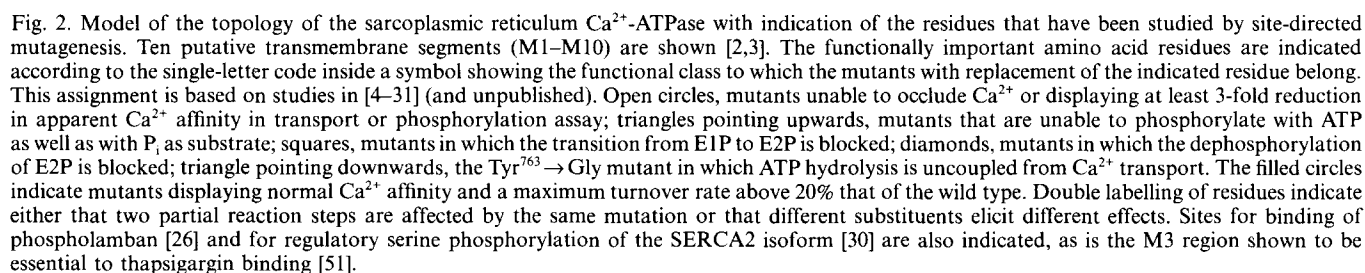 Fig. 2. Model of the topology of the sarcoplasmic reticulum Ca²⁺-ATPase with indication of the residues that have been studied by site-directed
mutagenesis. Ten putative transmembrane segments (M1–M10) are shown [2,3]. The functionally important amino acid residues are indicated
according to the single-letter code inside a symbol showing the functional class to which the mutants with replacement of the indicated residue belong.
This assignment is based on studies in [4–31] (and unpublished). Open circles, mutants unable to occlude Ca²⁺ or displaying at least 3-fold reduction
in apparent Ca²⁺ affinity in transport or phosphorylation assay; triangles pointing upwards, mutants that are unable to phosphorylate with ATP
as well as with Pᵢ as substrate; squares, mutants in which the transition from E1P to E2P is blocked; diamonds, mutants in which the dephosphorylation
of E2P is blocked; triangle pointing downwards, the Tyr⁷⁶³ → Gly mutant in which ATP hydrolysis is uncoupled from Ca²⁺ transport. The filled circles
indicate mutants displaying normal Ca²⁺ affinity and a maximum turnover rate above 20% that of the wild type. Double labelling of residues indicate
either that two partial reaction steps are affected by the same mutation or that different substituents elicit different effects. Sites for binding of
phospholamban [26] and for regulatory serine phosphorylation of the SERCA2 isoform [30] are also indicated, as is the M3 region shown to be
essential to thapsigargin binding [51].